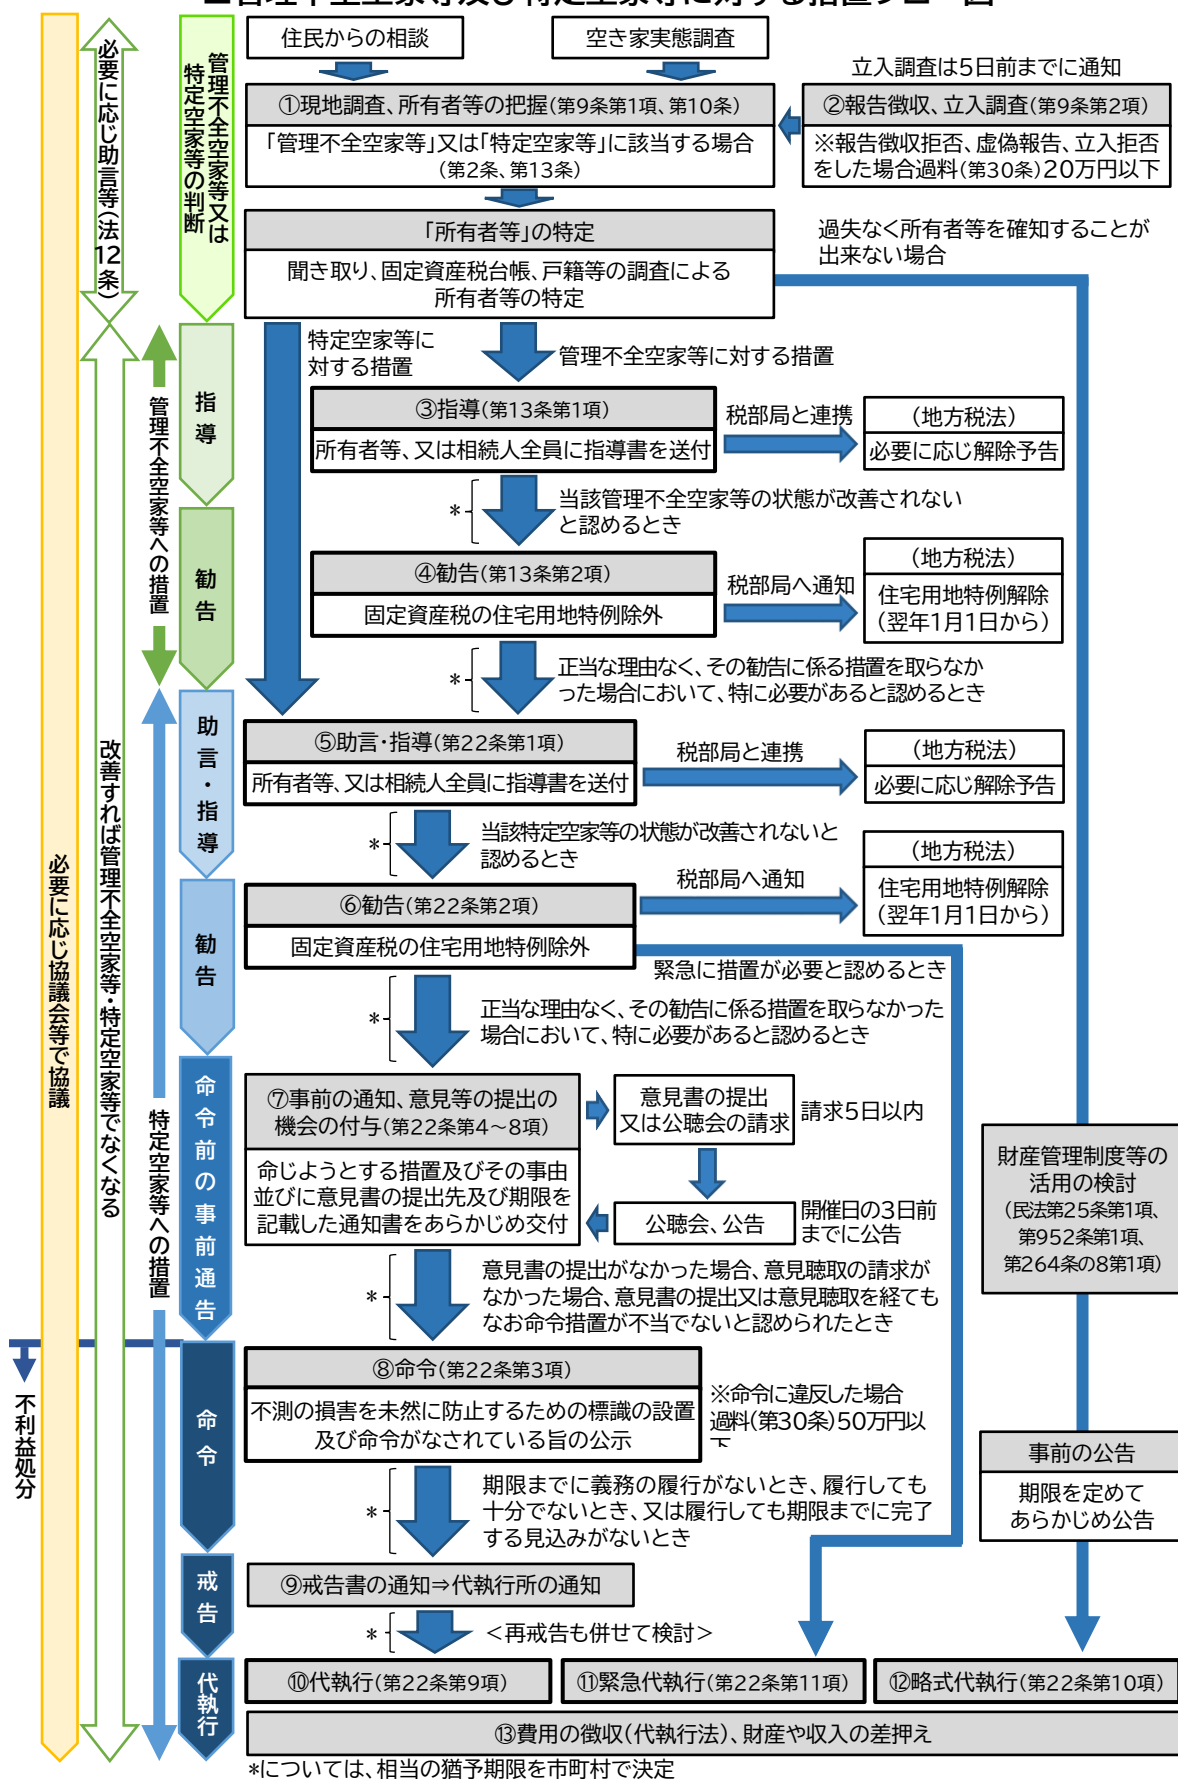 ■管理不全空家等及び特定空家等に対する措置フロー図
住民からの相談
空き家実態調査
立入調査は5日前までに通知
①現地調査、所有者等の把握(第9条第1項、第10条)
「管理不全空家等」又は「特定空家等」に該当する場合
(第2条、第13条)
②報告徴収、立入調査(第9条第2項)
※報告徴収拒否、虚偽報告、立入拒否
をした場合過料(第30条)20万円以下
「所有者等」の特定
聞き取り、固定資産税台帳、戸籍等の調査による
所有者等の特定
過失なく所有者等を確知することが
出来ない場合
必要に応じ助言等(法12条)
管理不全空家等又は
特定空家等の判断
特定空家等に
対する措置
管理不全空家等に対する措置
指導
③指導(第13条第1項)
所有者等、又は相続人全員に指導書を送付
税部局と連携
(地方税法)
必要に応じ解除予告
管理不全空家等への措置
*
当該管理不全空家等の状態が改善されない
と認めるとき
勧告
④勧告(第13条第2項)
固定資産税の住宅用地特例除外
税部局へ通知
(地方税法)
住宅用地特例解除
(翌年1月1日から)
*
正当な理由なく、その勧告に係る措置を取らなか
った場合において、特に必要があると認めるとき
助言・指導
⑤助言・指導(第22条第1項)
所有者等、又は相続人全員に指導書を送付
税部局と連携
(地方税法)
必要に応じ解除予告
*
当該特定空家等の状態が改善されないと
認めるとき
勧告
⑥勧告(第22条第2項)
固定資産税の住宅用地特例除外
税部局へ通知
(地方税法)
住宅用地特例解除
(翌年1月1日から)
緊急に措置が必要と認めるとき
*
正当な理由なく、その勧告に係る措置を取らなかった
場合において、特に必要があると認めるとき
必要に応じ協議会等で協議
改善すれば管理不全空家等・特定空家等でなくなる
特定空家等への措置
命令前の事前通告
⑦事前の通知、意見等の提出の
機会の付与(第22条第4～8項)
命じようとする措置及びその事由
並びに意見書の提出先及び期限を
記載した通知書をあらかじめ交付
意見書の提出
又は公聴会の請求
請求5日以内
公聴会、公告
開催日の3日前
までに公告
財産管理制度等の
活用の検討
(民法第25条第1項、
第952条第1項、
第264条の8第1項)
*
意見書の提出がなかった場合、意見聴取の請求が
なかった場合、意見書の提出又は意見聴取を経ても
なお命令措置が不当でないと認められたとき
不利益処分
命令
⑧命令(第22条第3項)
不測の損害を未然に防止するための標識の設置
及び命令がなされている旨の公示
※命令に違反した場合
過料(第30条)50万円以
下
事前の公告
期限を定めて
あらかじめ公告
*
期限までに義務の履行がないとき、履行しても
十分でないとき、又は履行しても期限までに完了
する見込みがないとき
戒告
⑨戒告書の通知⇒代執行所の通知
*
＜再戒告も併せて検討＞
代執行
⑩代執行(第22条第9項)
⑪緊急代執行(第22条第11項)
⑫略式代執行(第22条第10項)
⑬費用の徴収(代執行法)、財産や収入の差押え
*については、相当の猶予期限を市町村で決定